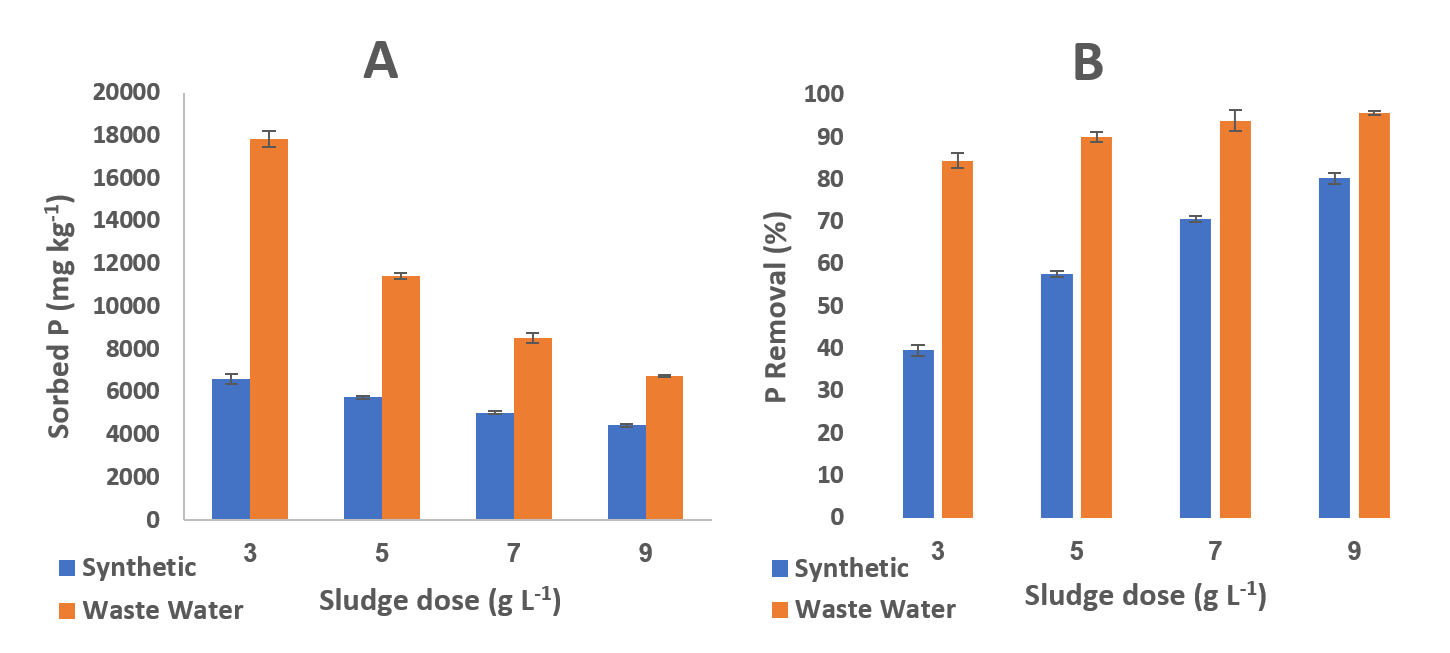 A
20000
18000
16000
14000
12000
10000
8000
6000
4000
2000
0
Sorbed P (mg kg-1)
3 5 7 9
Sludge dose (g L-1)
Synthetic
Waste Water
B
100
90
80
70
60
50
40
30
20
10
0
P Removal (%)
3 5 7 9
Sludge dose (g L-1)
Synthetic
Waste Water